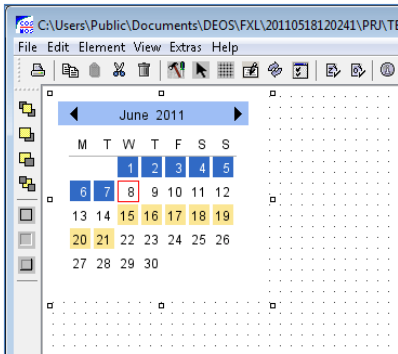 C:\Users\Public\Documents\DEOS\FXL\20110518120241\PRJ\TE
File Edit Element View Extras Help
June 2011
M T W T F S S
1 2 3 4 5
6 7 8 9 10 11 12
13 14 15 16 17 18 19
20 21 22 23 24 25 26
27 28 29 30